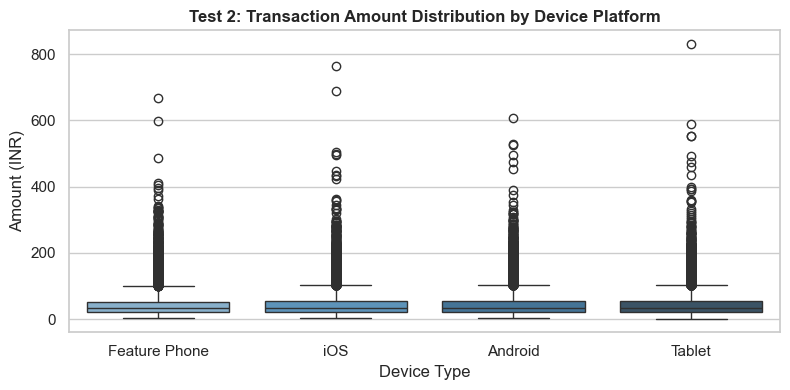 Test 2: Transaction Amount Distribution by Device Platform
Amount (INR)
800
600
400
200
0
Feature Phone iOS Android Tablet
Device Type